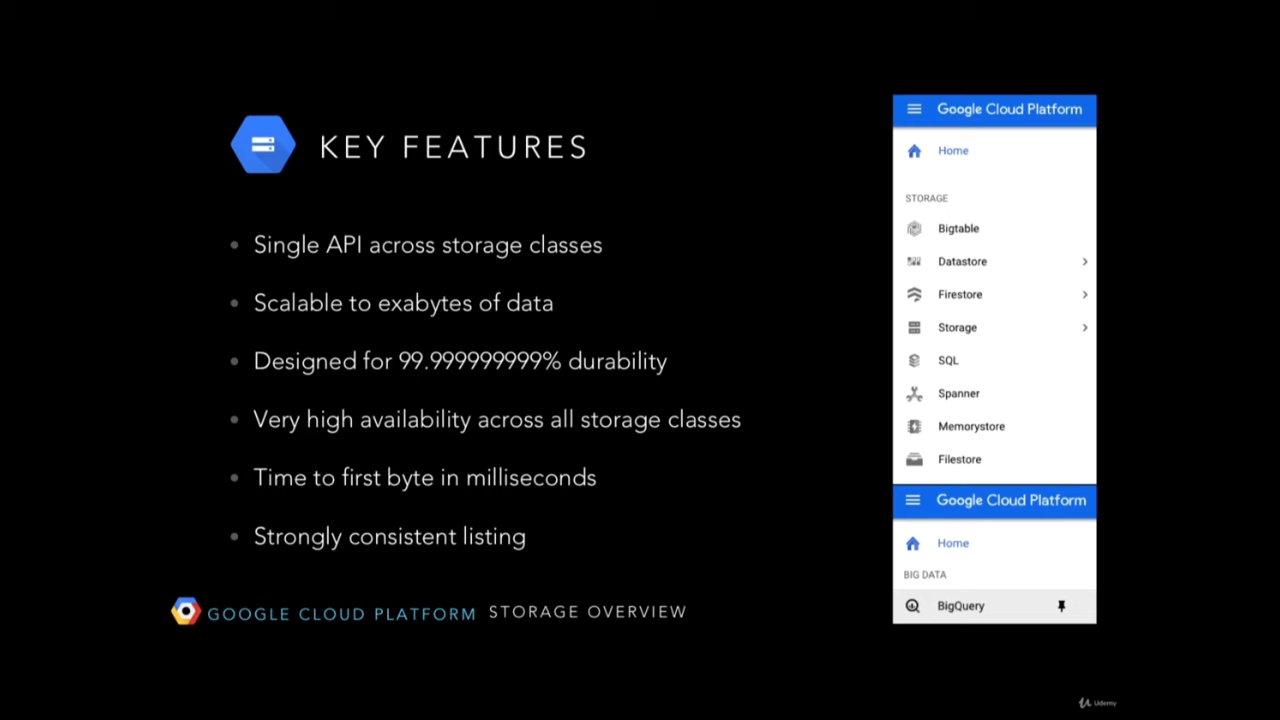 KEY FEATURES
Single API across storage classes
Scalable to exabytes of data
Designed for 99.999999999% durability
Very high availability across all storage classes
Time to first byte in milliseconds
Strongly consistent listing
GOOGLE CLOUD PLATFORM STORAGE OVERVIEW
Google Cloud Platform
Home
STORAGE
Bigtable
Datastore
Firestore
Storage
SQL
Spanner
Memorystore
Filestore
Google Cloud Platform
Home
BIG DATA
BigQuery
Udemy